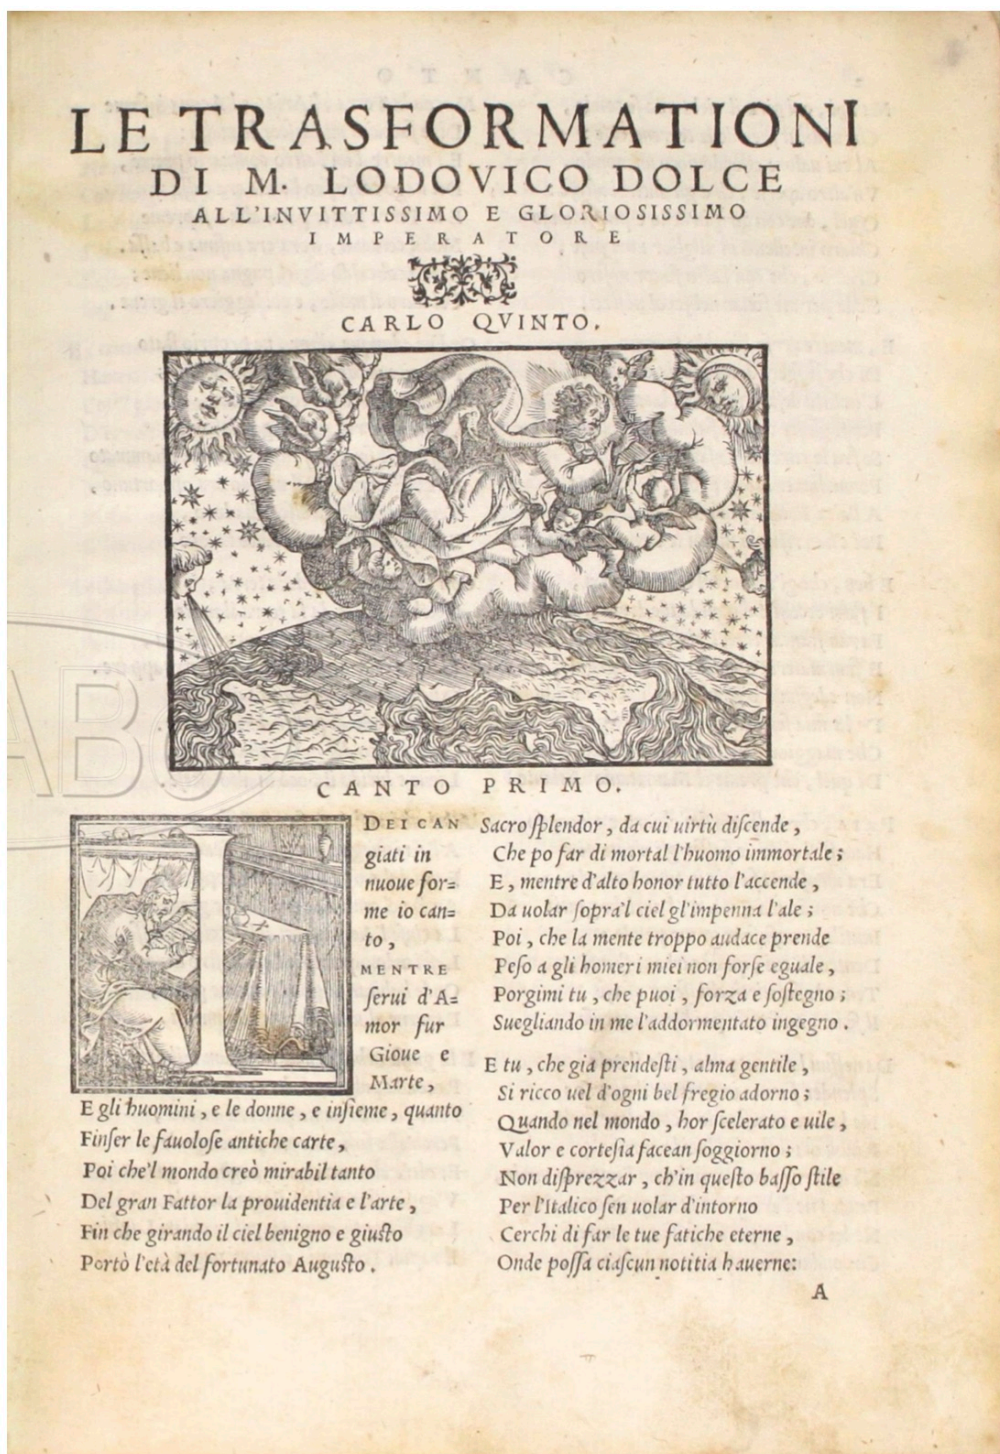 LE TRASFORMATIONI
DI M. LODOVICO DOLCE
ALL'INVITTISSIMO E GLORIOSISSIMO
IMPERATORE
CARLO QVINTO.
CANTO PRIMO.
I DEI CAN
giati in
nuoue for=
me io can=
to,
MENTRE
ſerui d'A=
mor fur
Gioue e
Marte,
E gli huomini, e le donne, e inſieme, quanto
Finſer le fauoloſe antiche carte,
Poi che'l mondo creò mirabil tanto
Del gran Fattor la prouidentia e l'arte,
Fin che girando il ciel benigno e giuſto
Portò l'età del fortunato Auguſto.
Sacro ſplendor, da cui uirtù diſcende,
Che po far di mortal l'huomo immortale;
E, mentre d'alto honor tutto l'accende,
Da uolar ſopra'l ciel gl'impenna l'ale;
Poi, che la mente troppo audace prende
Peſo a gli homeri miei non forſe eguale,
Porgimi tu, che puoi, forza e ſoſtegno;
Suegliando in me l'addormentato ingegno.
E tu, che gia prendeſti, alma gentile,
Si ricco uel d'ogni bel fregio adorno;
Quando nel mondo, hor ſcelerato e uile,
Valor e corteſia facean ſoggiorno;
Non diſprezzar, ch'in queſto baſſo ſtile
Per l'Italico ſen uolar d'intorno
Cerchi di far le tue fatiche eterne,
Onde poſſa ciaſcun notitia hauerne:
A